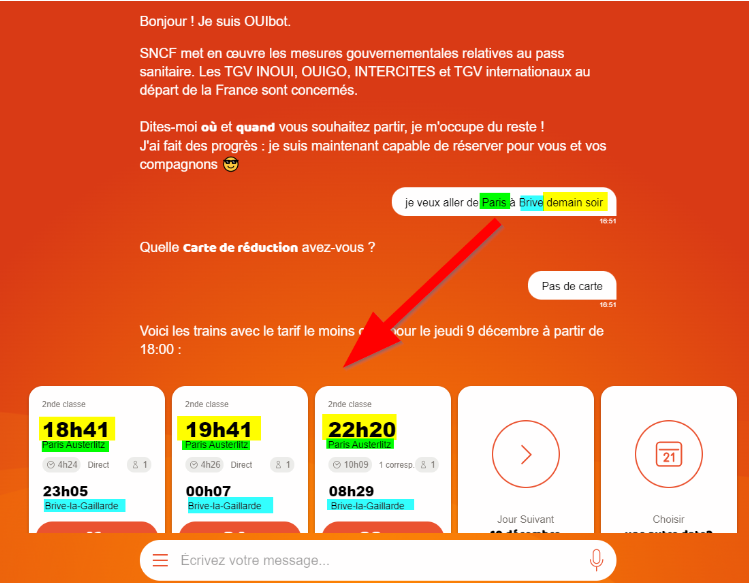 Bonjour ! Je suis OUIbot.
SNCF met en œuvre les mesures gouvernementales relatives au pass
sanitaire. Les TGV INOUI, OUIGO, INTERCITES et TGV internationaux au
départ de la France sont concernés.
Dites-moi où et quand vous souhaitez partir, je m'occupe du reste !
J'ai fait des progrès : je suis maintenant capable de réserver pour vous et vos
compagnons 😎
je veux aller de Paris à Brive demain soir
16:51
Quelle Carte de réduction avez-vous ?
Pas de carte
16:51
Voici les trains avec le tarif le moins pour le jeudi 9 décembre à partir de
18:00 :
2nde classe
18h41
Paris Austerlitz
4h24 Direct 1
23h05
Brive-la-Gaillarde
2nde classe
19h41
Paris Austerlitz
4h26 Direct 1
00h07
Brive-la-Gaillarde
2nde classe
22h20
Paris Austerlitz
10h09 1 corresp. 1
08h29
Brive-la-Gaillarde
Jour Suivant
21
Choisir
Écrivez votre message...